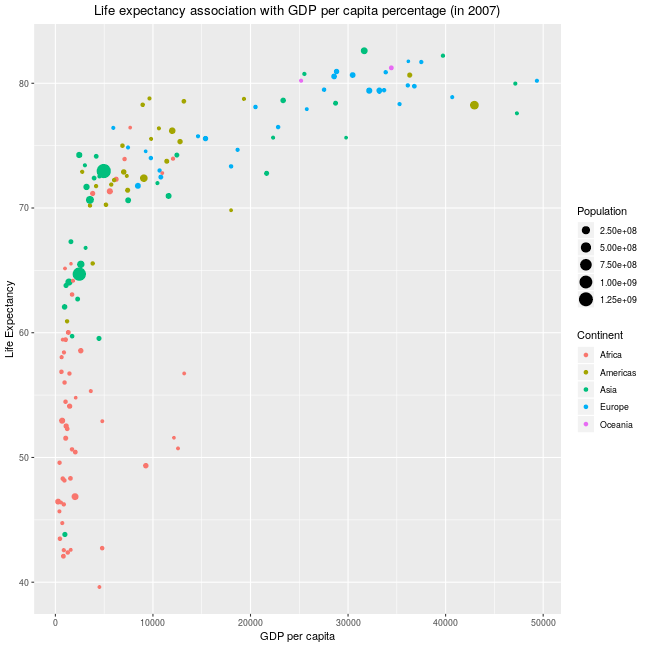 Life expectancy association with GDP per capita percentage (in 2007)
80
70
60
50
40
Life Expectancy
0
10000
20000
30000
40000
50000
GDP per capita
Population
2.50e+08
5.00e+08
7.50e+08
1.00e+09
1.25e+09
Continent
Africa
Americas
Asia
Europe
Oceania